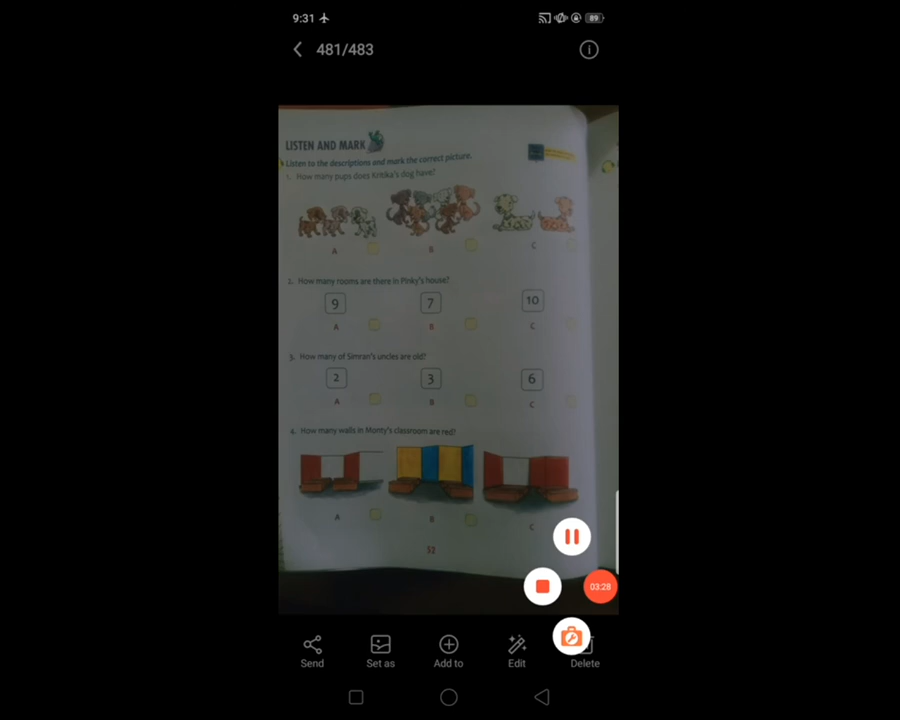 9:31
89
481/483
LISTEN AND MARK
Listen to the descriptions and mark the correct picture.
1. How many pups does Kritika's dog have?
A B C
2. How many rooms are there in Pinky's house?
9 7 10
A B C
3. How many of Simran's uncles are old?
2 3 6
A B C
4. How many walls in Monty's classroom are red?
A B C
52
03:28
Send Set as Add to Edit Delete